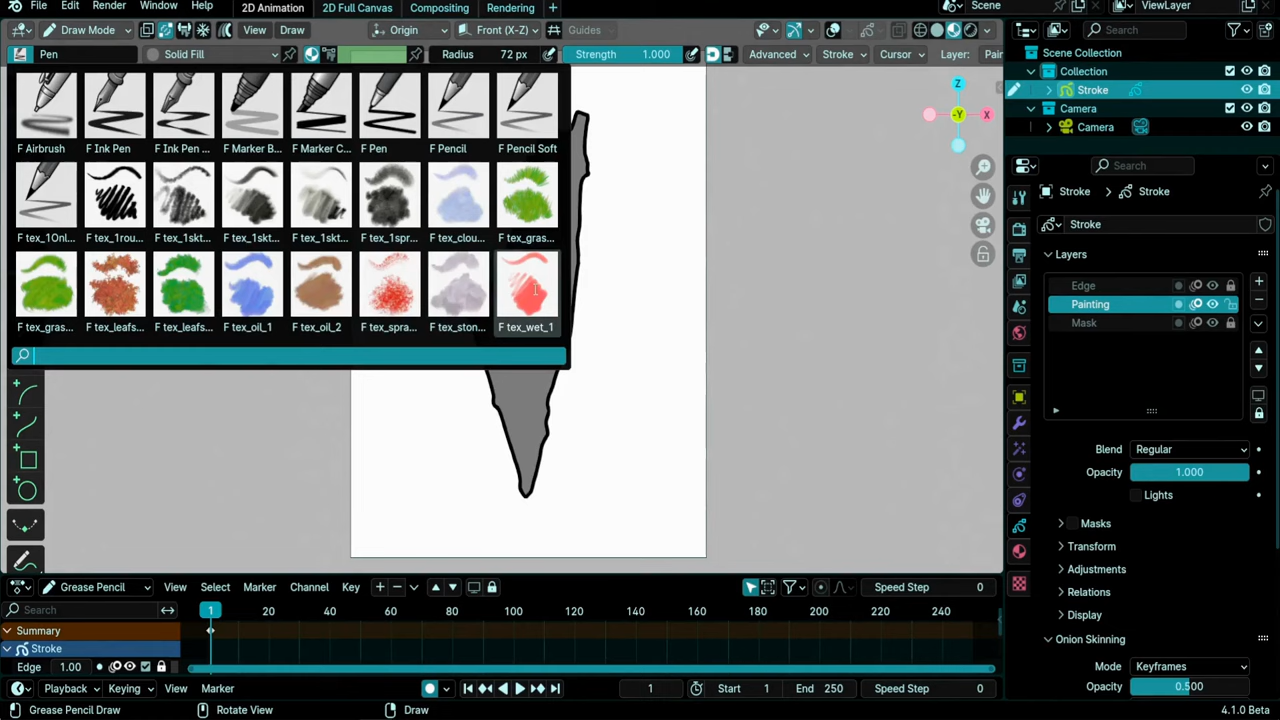 File Edit Render Window Help 2D Animation 2D Full Canvas Compositing Rendering + Scene ViewLayer
Draw Mode View Draw Origin Front (-Z) Guides Search
Pen Solid Fill Radius 72 px Strength 1.000 Advanced Stroke Cursor Layer: Pain
Scene Collection
Collection
Stroke
Camera
Camera
Z
-Y X
F Airbrush F Ink Pen F Ink Pen ... F Marker B... F Marker C... F Pen F Pencil F Pencil Soft
F tex_1Onl... F tex_1rou... F tex_1skt... F tex_1skt... F tex_1skt... F tex_1spr... F tex_clou... F tex_gras...
F tex_gras... F tex_leafs... F tex_leafs... F tex_oil_1 F tex_oil_2 F tex_spra... F tex_ston... F tex_wet_1
Search
Stroke Stroke
Stroke
Layers
Edge
Painting
Mask
Blend Regular
Opacity 1.000
Lights
Masks
Transform
Adjustments
Relations
Display
Onion Skinning
Mode Keyframes
Opacity 0.500
Grease Pencil View Select Marker Channel Key Speed Step 0
Search 1 20 40 60 80 100 120 140 160 180 200 220 240
Summary
Stroke
Edge 1.00
Playback Keying View Marker 1 Start 1 End 250 Speed Step 0
Grease Pencil Draw Rotate View Draw 4.1.0 Beta